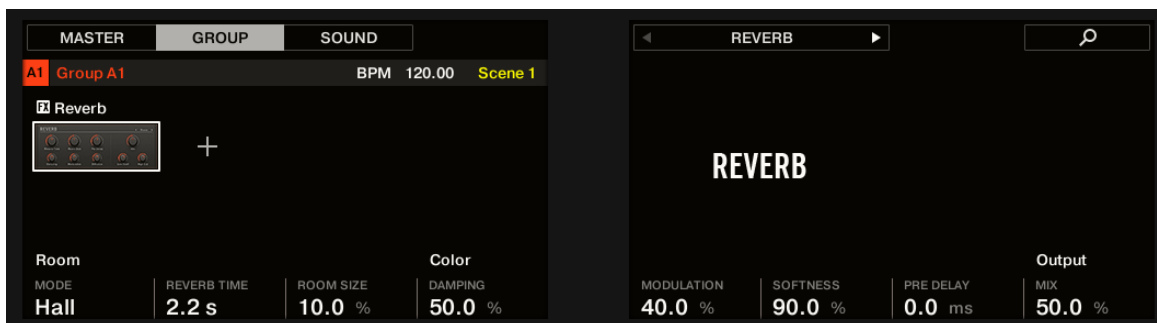 MASTER GROUP SOUND
A1 Group A1 BPM 120.00 Scene 1
FX Reverb
REVERB
Room Color
MODE REVERB TIME ROOM SIZE DAMPING
Hall 2.2 s 10.0 % 50.0 %
REVERB
REVERB
Output
MODULATION SOFTNESS PRE DELAY MIX
40.0 % 90.0 % 0.0 ms 50.0 %